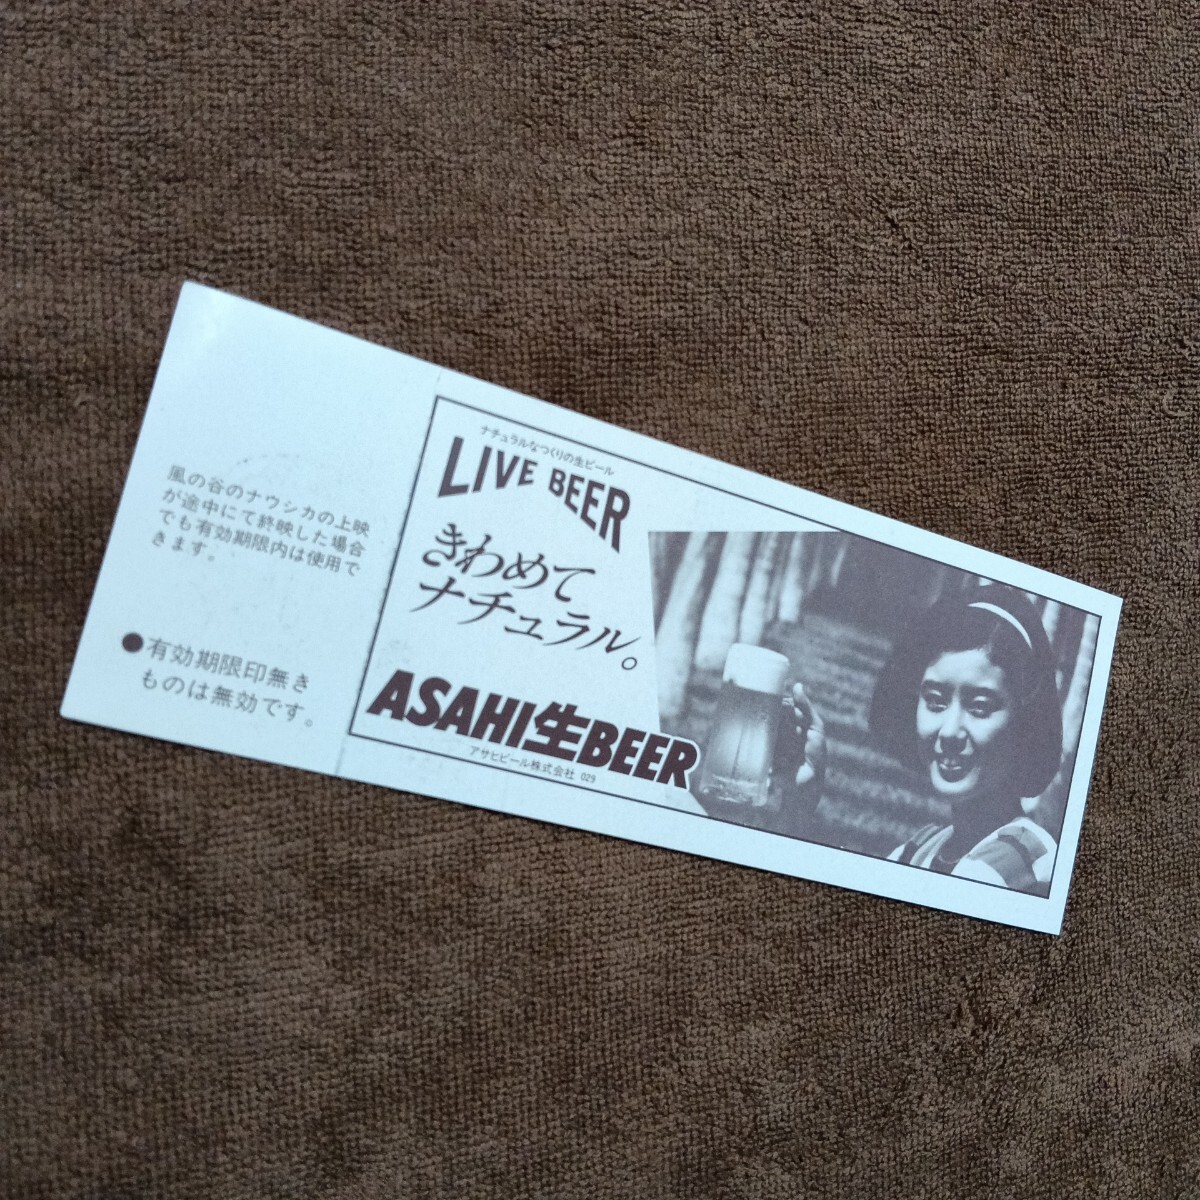 風の谷のナウシカの上映
が途中にて終映した場合
でも有効期限内は使用で
きます。
●有効期限印無き
ものは無効です。
ナチュラルなつくりの生ビール
LIVE BEER
きわめて
ナチュラル。
ASAHI生BEER
アサヒビール株式会社 029